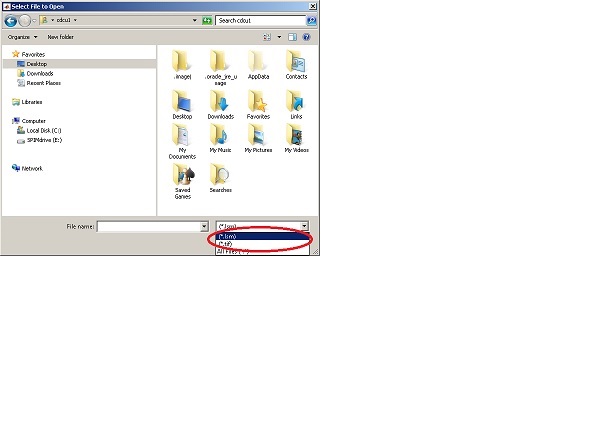 Select File to Open
cdcu1
Search cdcu1
Organize
New folder
Favorites
Desktop
Downloads
Recent Places
Libraries
Computer
Local Disk (C:)
SPIMdrive (E:)
Network
.imagej
.oracle_jre_usage
AppData
Contacts
Desktop
Downloads
Favorites
Links
My Documents
My Music
My Pictures
My Videos
Saved Games
Searches
File name:
(*.lsm)
(*.lsm)
(*.tif)
All Files (*.*)